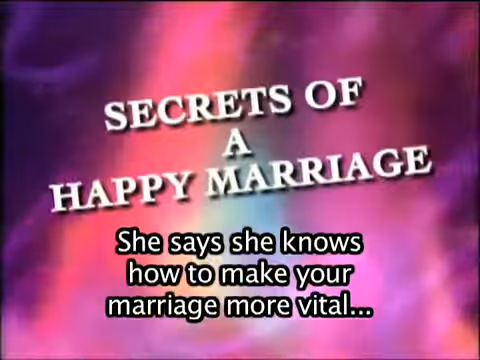 SECRETS OF
A
HAPPY MARRIAGE
She says she knows
how to make your
marriage more vital...